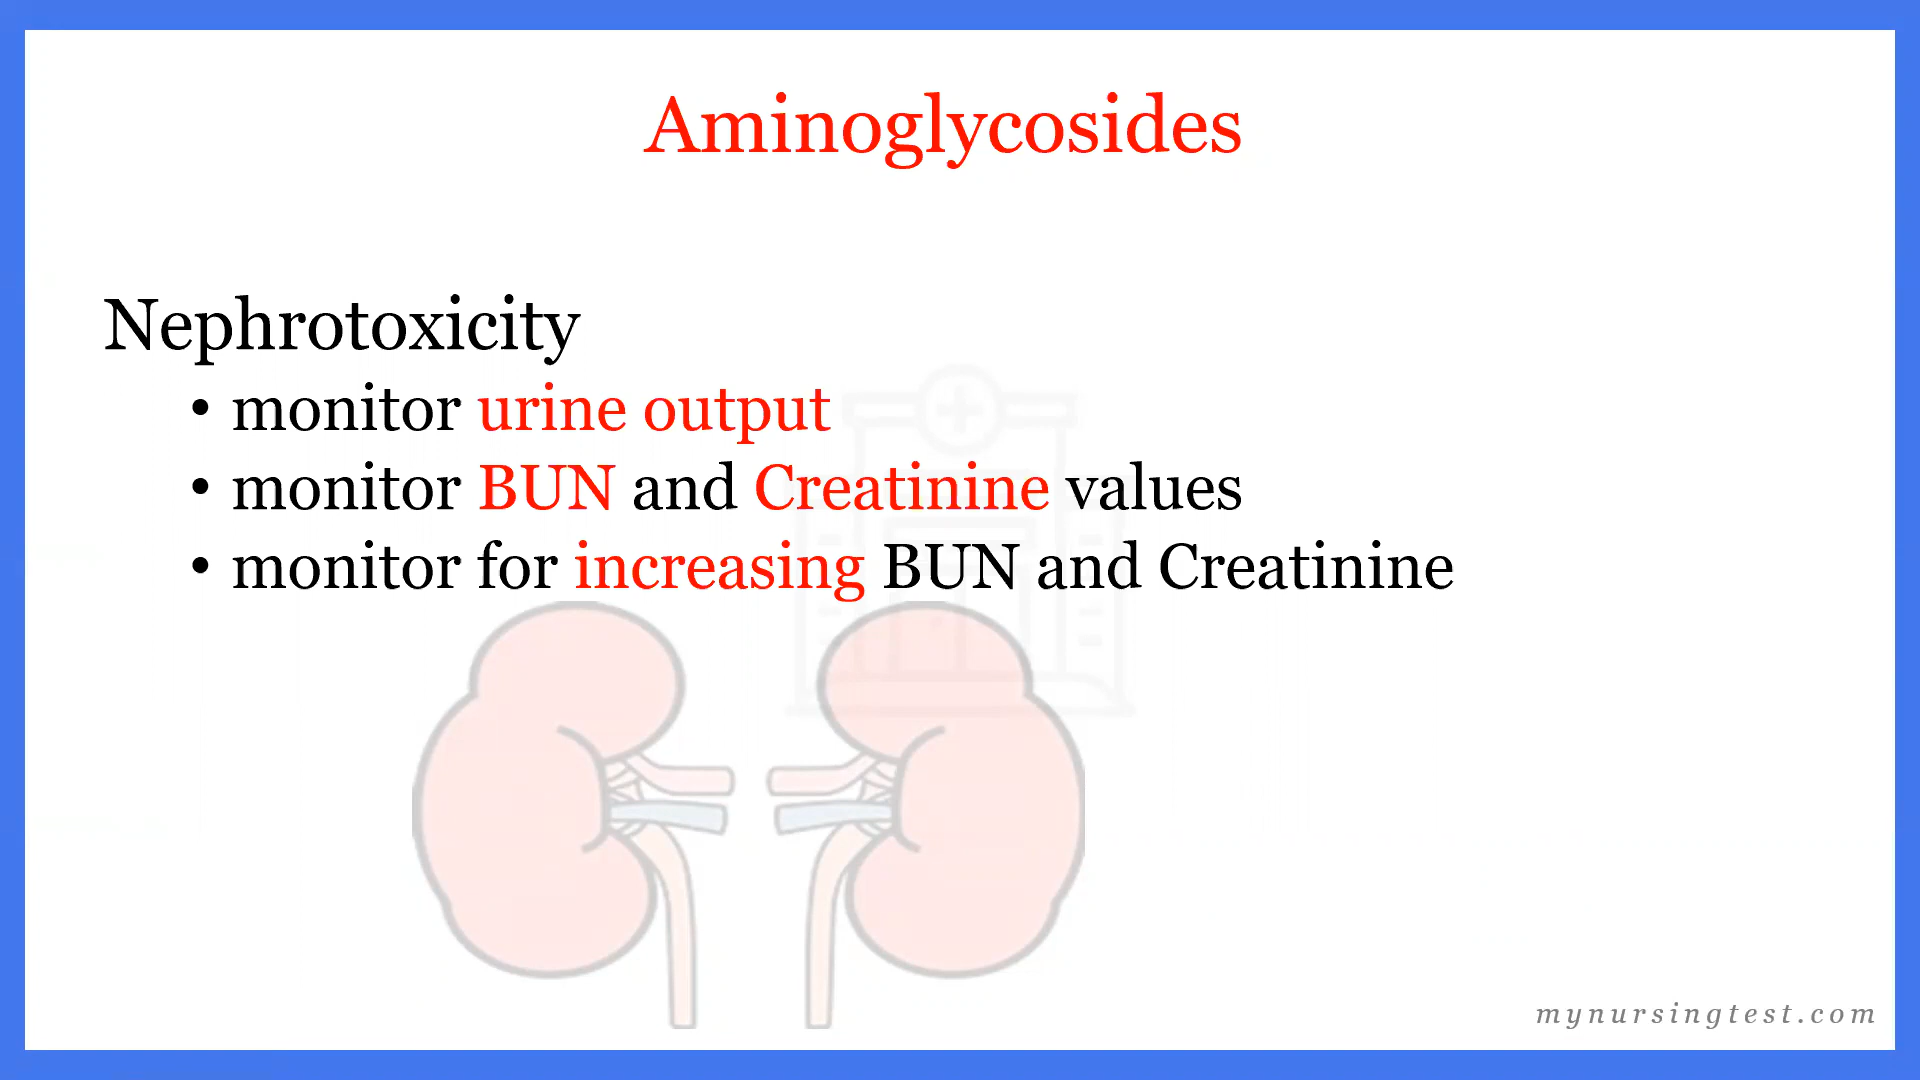 Aminoglycosides
Nephrotoxicity
• monitor urine output
• monitor BUN and Creatinine values
• monitor for increasing BUN and Creatinine
mynursingtest.com